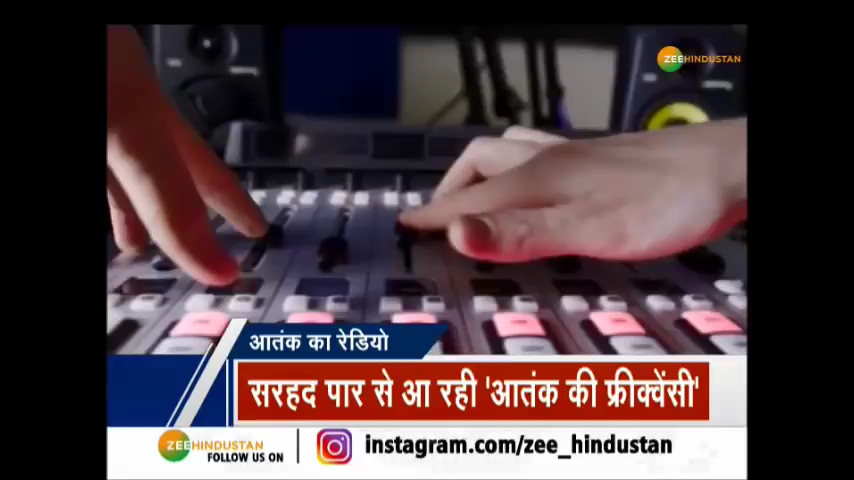 ZEEHINDUSTAN
आतंक का रेडियो
सरहद पार से आ रही 'आतंक की फ्रीक्वेंसी'
ZEEHINDUSTAN
FOLLOW US ON
instagram.com/zee_hindustan